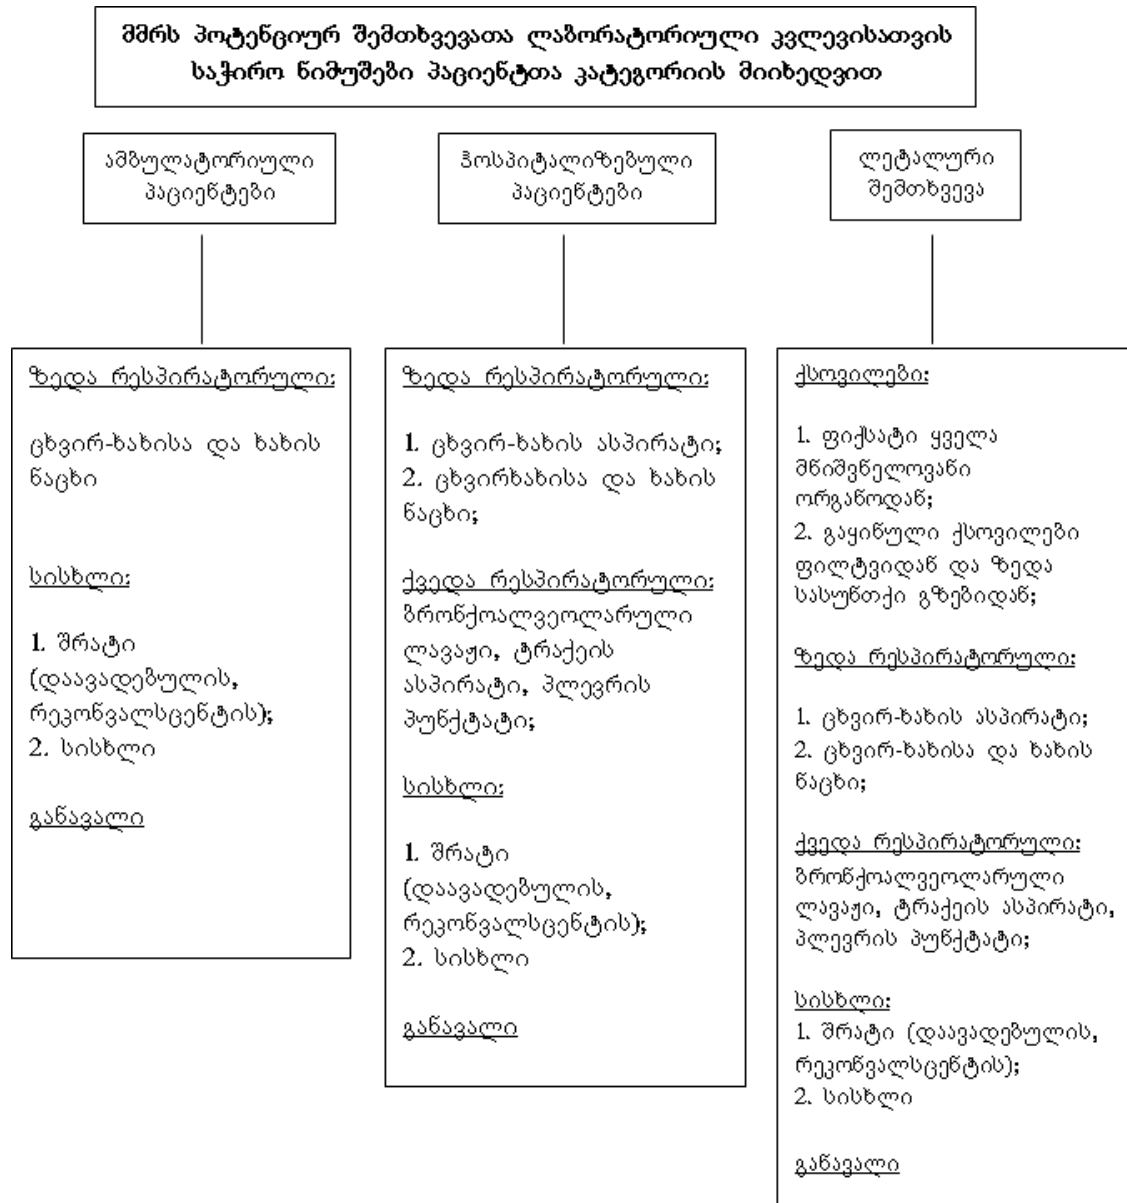 მმრს პოტენციურ შემთხვევათა ლაბორატორიული კვლევისათვის
საჭირო ნიმუშები პაციენტთა კატეგორიის მიიხედვით
ამბულატორიული
პაციენტები
ჰოსპიტალიზებული
პაციენტები
ლეტალური
შემთხვევა
ზედა რესპირატორული:
ცხვირ-ხახისა და ხახის
ნაცხი
სისხლი:
1. შრატი
(დაავადებულის,
რეკონვალსცენტის);
2. სისხლი
განავალი
ზედა რესპირატორული:
1. ცხვირ-ხახის ასპირატი;
2. ცხვირხახისა და ხახის
ნაცხი;
ქვედა რესპირატორული:
ბრონქოალვეოლარული
ლავაჟი, ტრაქეის
ასპირატი, პლევრის
პუნქტატი;
სისხლი:
1. შრატი
(დაავადებულის,
რეკონვალსცენტის);
2. სისხლი
განავალი
ქსოვილები:
1. ფიქსატი ყველა
მნიშვნელოვანი
ორგანოდან;
2. გაყინული ქსოვილები
ფილტვიდან და ზედა
სასუნთქი გზებიდან;
ზედა რესპირატორული:
1. ცხვირ-ხახის ასპირატი;
2. ცხვირ-ხახისა და ხახის
ნაცხი;
ქვედა რესპირატორული:
ბრონქოალვეოლარული
ლავაჟი, ტრაქეის ასპირატი,
პლევრის პუნქტატი;
სისხლი:
1. შრატი (დაავადებულის,
რეკონვალსცენტის);
2. სისხლი
განავალი